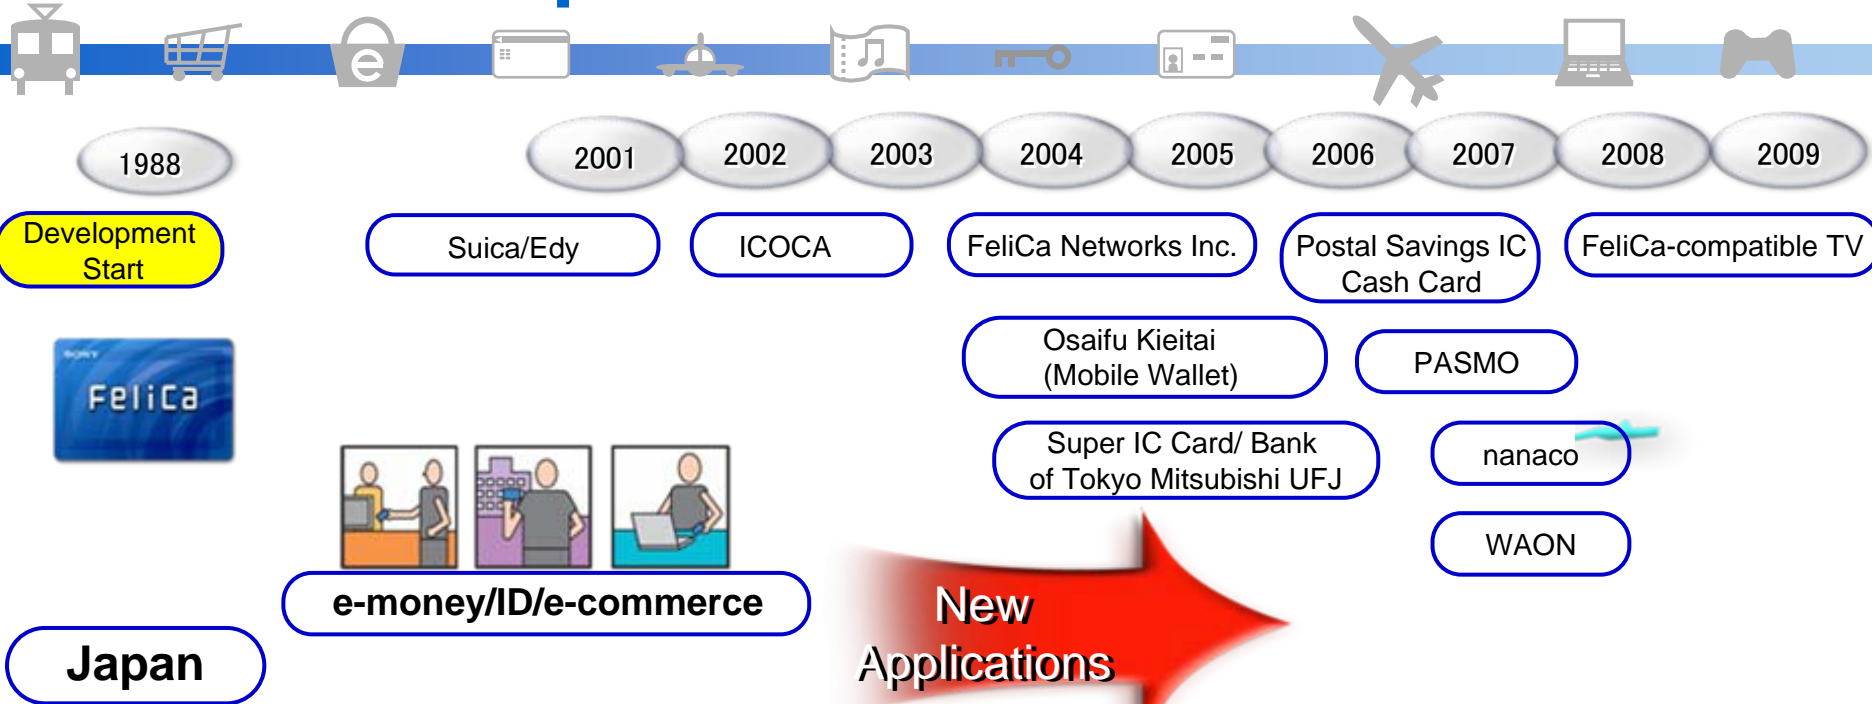 e
1988
2001
2002
2003
2004
2005
2006
2007
2008
2009
Development
Start
Suica/Edy
ICOCA
FeliCa Networks Inc.
Postal Savings IC
Cash Card
FeliCa-compatible TV
SONY
FeliCa
Osaifu Kieitai
(Mobile Wallet)
PASMO
Super IC Card/ Bank
of Tokyo Mitsubishi UFJ
nanaco
WAON
e-money/ID/e-commerce
New
Applications
Japan